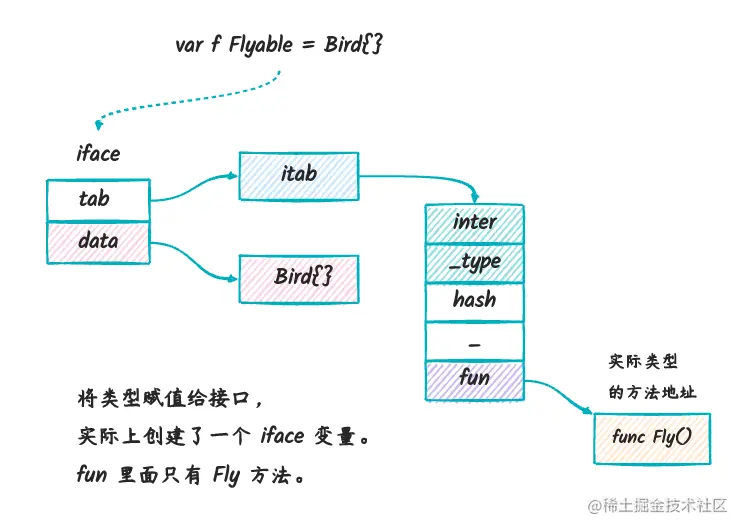 var f Flyable = Bird{}
iface
tab
data
itab
Bird{}
inter
_type
hash
_
fun
实际类型
的方法地址
func Fly()
将类型赋值给接口，
实际上创建了一个 iface 变量。
fun 里面只有 Fly 方法。
@稀土掘金技术社区